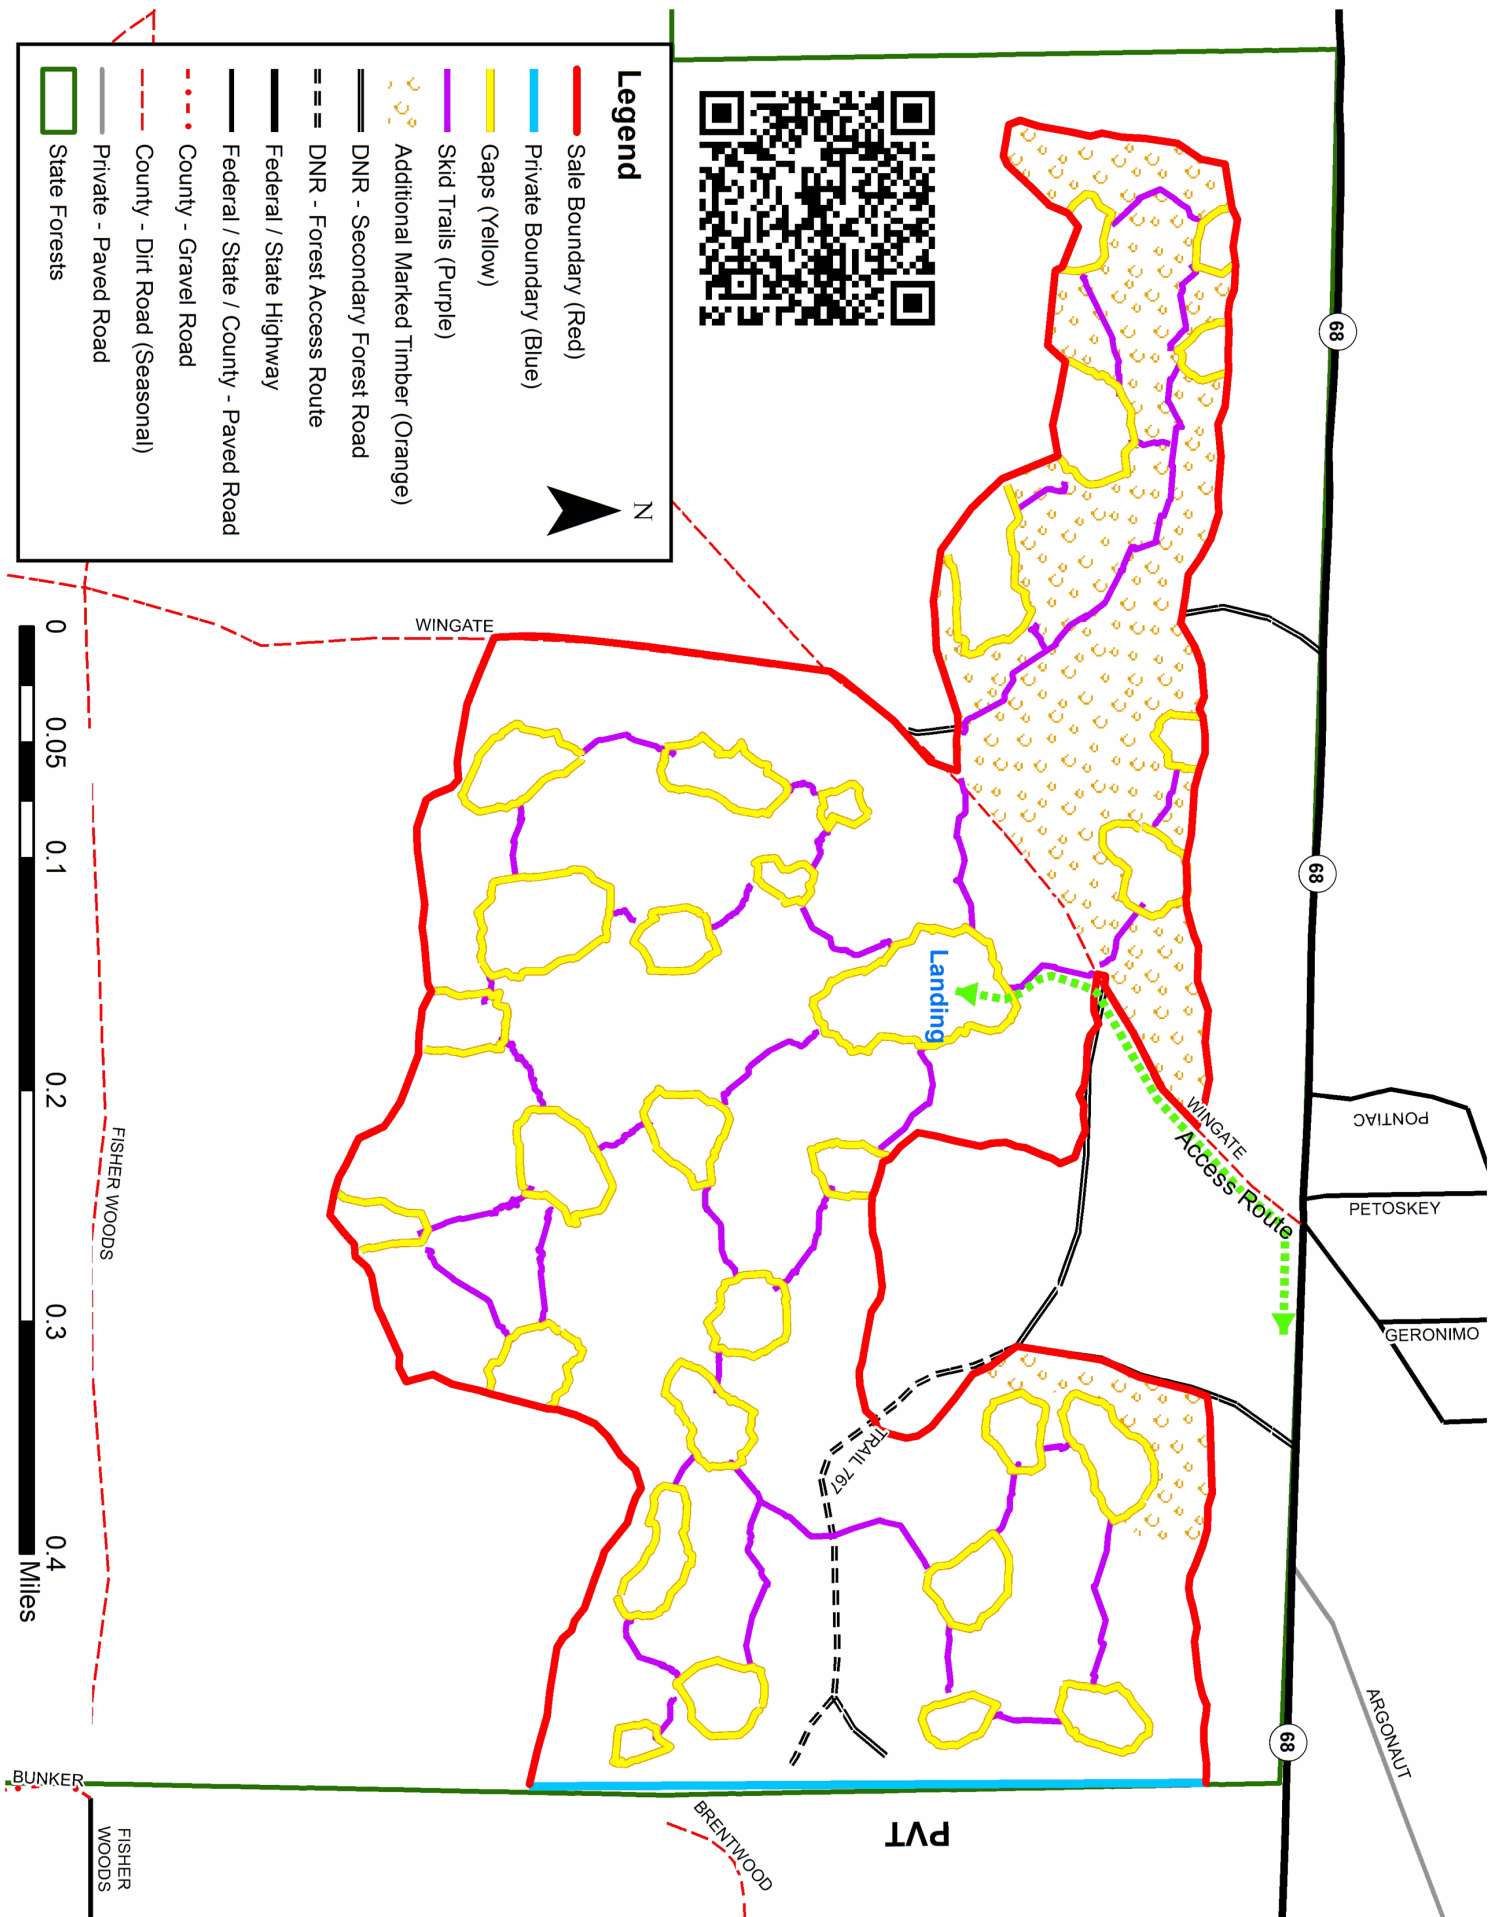 Legend
Sale Boundary (Red)
Private Boundary (Blue)
Gaps (Yellow)
Skid Trails (Purple)
Additional Marked Timber (Orange)
DNR - Secondary Forest Road
DNR - Forest Access Route
Federal / State Highway
Federal / State / County - Paved Road
County - Gravel Road
County - Dirt Road (Seasonal)
Private - Paved Road
State Forests
N
68
68
68
PONTIAC
PETOSKEY
GERONIMO
ARGONAUT
WINGATE
Access Route
Landing
WINGATE
TRAIL 767
PVT
BRENTWOOD
FISHER WOODS
BUNKER
FISHER
WOODS
0 0.05 0.1 0.2 0.3 0.4
Miles